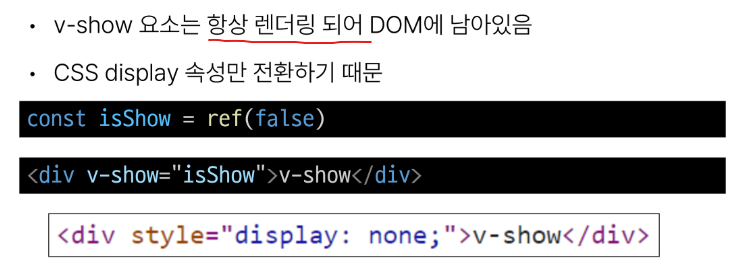 • v-show 요소는 항상 렌더링 되어 DOM에 남아있음
• CSS display 속성만 전환하기 때문
const isShow = ref(false)
<div v-show="isShow">v-show</div>
<div style="display: none;">v-show</div>